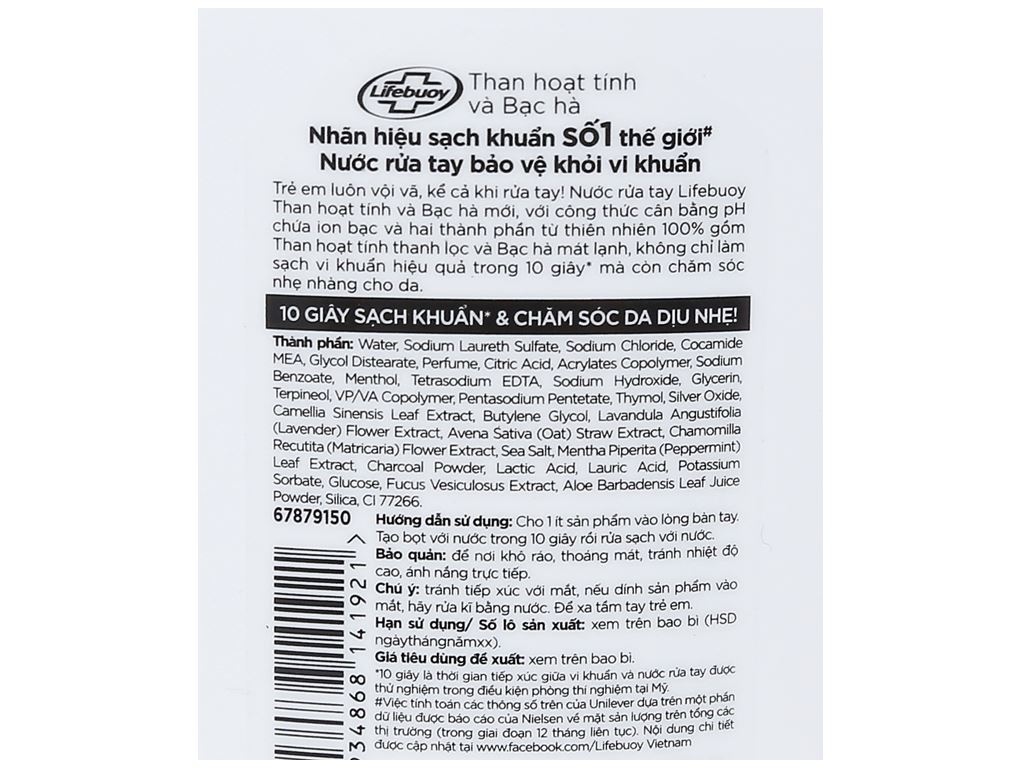 Lifebuoy
Than hoạt tính
và Bạc hà
Nhãn hiệu sạch khuẩn SỐ1 thế giới#
Nước rửa tay bảo vệ khỏi vi khuẩn
Trẻ em luôn vội vã, kể cả khi rửa tay! Nước rửa tay Lifebuoy
Than hoạt tính và Bạc hà mới, với công thức cân bằng pH
chứa ion bạc và hai thành phần từ thiên nhiên 100% gồm
Than hoạt tính thanh lọc và Bạc hà mát lạnh, không chỉ làm
sạch vi khuẩn hiệu quả trong 10 giây* mà còn chăm sóc
nhẹ nhàng cho da.
10 GIÂY SẠCH KHUẨN* & CHĂM SÓC DA DỊU NHẸ!
Thành phần: Water, Sodium Laureth Sulfate, Sodium Chloride, Cocamide
MEA, Glycol Distearate, Perfume, Citric Acid, Acrylates Copolymer, Sodium
Benzoate, Menthol, Tetrasodium EDTA, Sodium Hydroxide, Glycerin,
Terpineol, VP/VA Copolymer, Pentasodium Pentetate, Thymol, Silver Oxide,
Camellia Sinensis Leaf Extract, Butylene Glycol, Lavandula Angustifolia
(Lavender) Flower Extract, Avena Sativa (Oat) Straw Extract, Chamomilla
Recutita (Matricaria) Flower Extract, Sea Salt, Mentha Piperita (Peppermint)
Leaf Extract, Charcoal Powder, Lactic Acid, Lauric Acid, Potassium
Sorbate, Glucose, Fucus Vesiculosus Extract, Aloe Barbadensis Leaf Juice
Powder, Silica, CI 77266.
67879150
Hướng dẫn sử dụng: Cho 1 ít sản phẩm vào lòng bàn tay.
Tạo bọt với nước trong 10 giây rồi rửa sạch với nước.
Bảo quản: để nơi khô ráo, thoáng mát, tránh nhiệt độ
cao, ánh nắng trực tiếp.
Chú ý: tránh tiếp xúc với mắt, nếu dính sản phẩm vào
mắt, hãy rửa kĩ bằng nước. Để xa tầm tay trẻ em.
Hạn sử dụng/ Số lô sản xuất: xem trên bao bì (HSD
ngàythángnămxx).
Giá tiêu dùng đề xuất: xem trên bao bì.
*10 giây là thời gian tiếp xúc giữa vi khuẩn và nước rửa tay được
thử nghiệm trong điều kiện phòng thí nghiệm tại Mỹ.
#Việc tính toán các thông số trên của Unilever dựa trên một phần
dữ liệu được báo cáo của Nielsen về mặt sản lượng trên tổng các
thị trường (trong giai đoạn 12 tháng liên tục). Nội dung chi tiết
được cập nhật tại www.facebook.com/Lifebuoy Vietnam
34868 141921 >